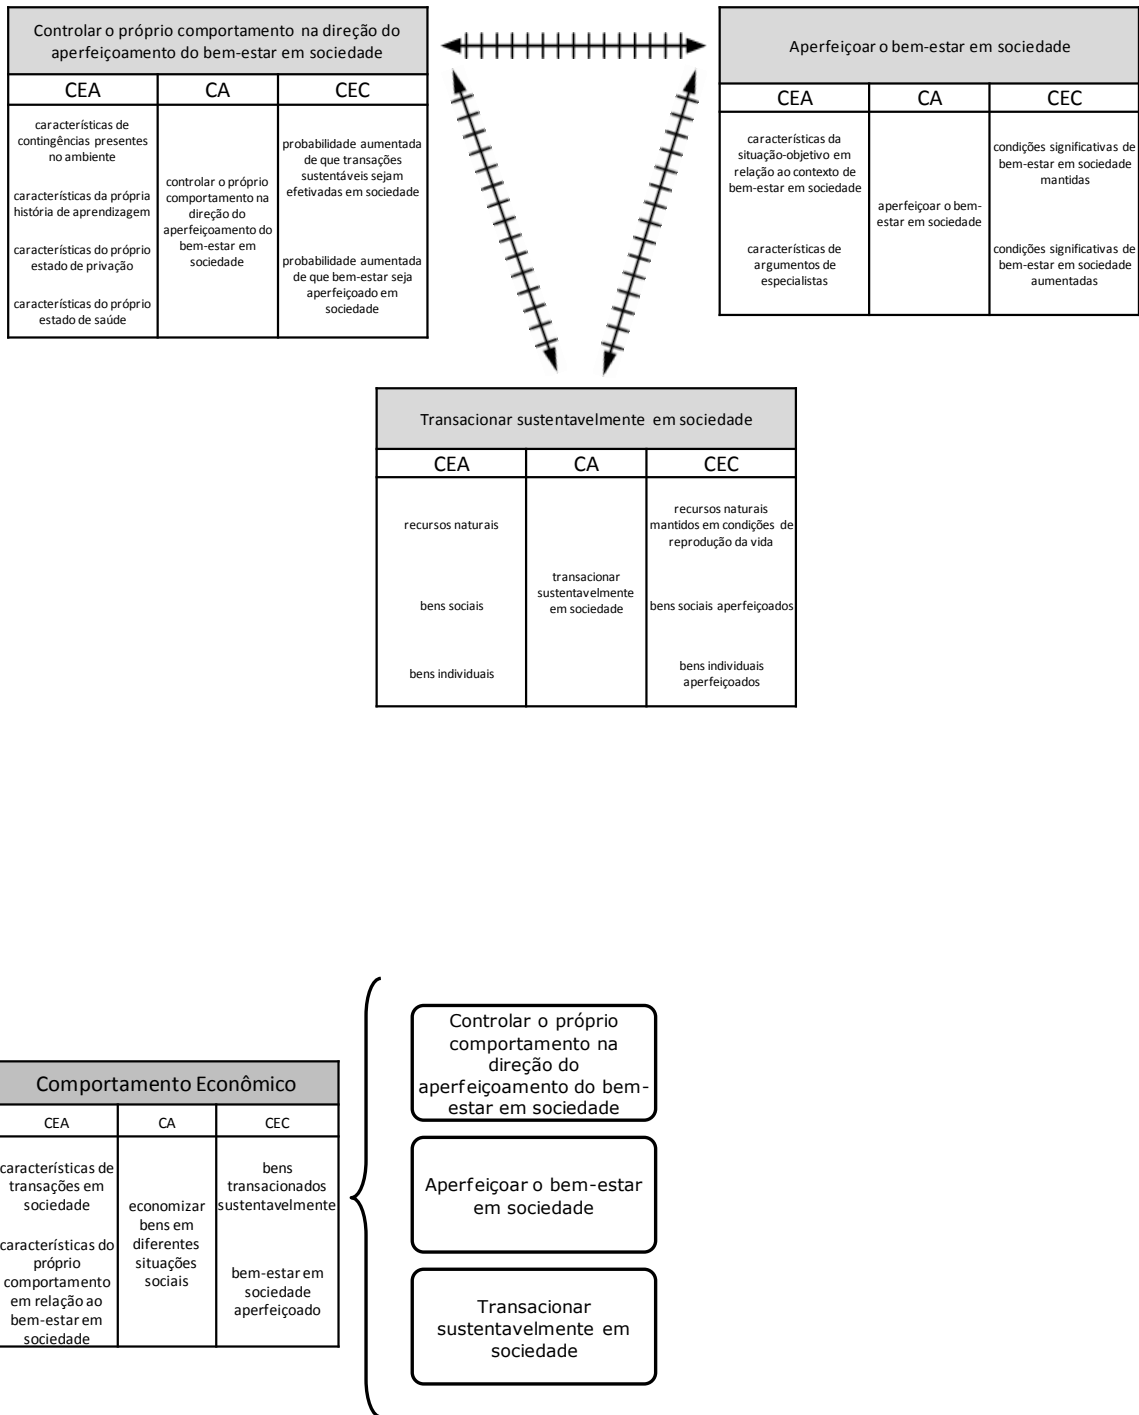 Controlar o próprio comportamento na direção do
aperfeiçoamento do bem-estar em sociedade
CEA
CA
CEC
características de
contingências presentes
no ambiente
características da própria
história de aprendizagem
características do próprio
estado de privação
características do próprio
estado de saúde
controlar o próprio
comportamento na
direção do
aperfeiçoamento do
bem-estar em
sociedade
probabilidade aumentada
de que transações
sustentáveis sejam
efetivadas em sociedade
probabilidade aumentada
de que bem-estar seja
aperfeiçoado em
sociedade
Aperfeiçoar o bem-estar em sociedade
CEA
CA
CEC
características da
situação-objetivo em
relação ao contexto de
bem-estar em sociedade
características de
argumentos de
especialistas
aperfeiçoar o bem-
estar em sociedade
condições significativas de
bem-estar em sociedade
mantidas
condições significativas de
bem-estar em sociedade
aumentadas
Transacionar sustentavelmente em sociedade
CEA
CA
CEC
recursos naturais
bens sociais
bens individuais
transacionar
sustentavelmente
em sociedade
recursos naturais
mantidos em condições de
reprodução da vida
bens sociais aperfeiçoados
bens individuais
aperfeiçoados
Comportamento Econômico
CEA
CA
CEC
características de
transações em
sociedade
características do
próprio
comportamento
em relação ao
bem-estar em
sociedade
economizar
bens em
diferentes
situações
sociais
bens
transacionados
sustentavelmente
bem-estar em
sociedade
aperfeiçoado
Controlar o próprio
comportamento na
direção do
aperfeiçoamento do bem-
estar em sociedade
Aperfeiçoar o bem-estar
em sociedade
Transacionar
sustentavelmente em
sociedade